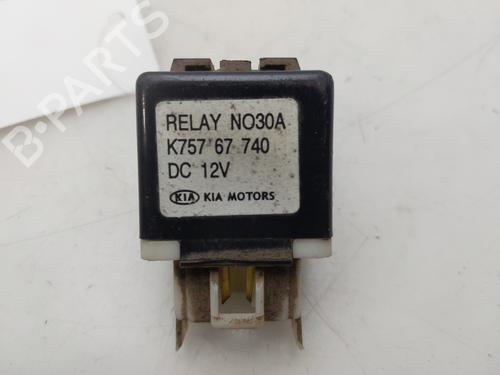 B-PARTS
RELAY NO30A
K757 67 740
DC 12V
KIA KIA MOTORS